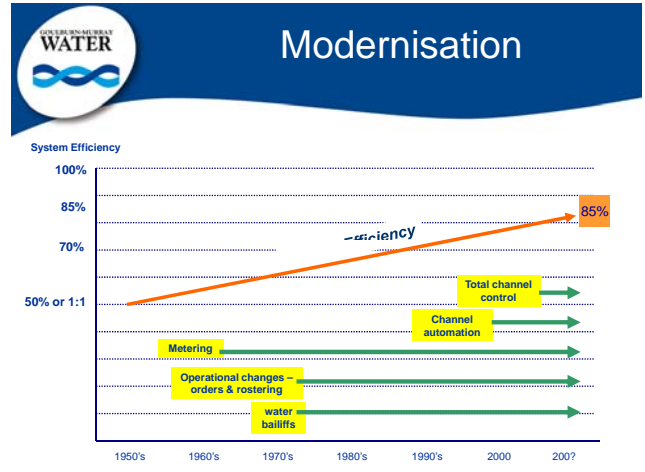 GOULBURN-MURRAY
WATER
Modernisation
System Efficiency
100%
85%
85%
Efficiency
70%
Total channel
control
50% or 1:1
Channel
automation
Metering
Operational changes –
orders & rostering
water
bailiffs
1950's 1960's 1970's 1980's 1990's 2000 200?